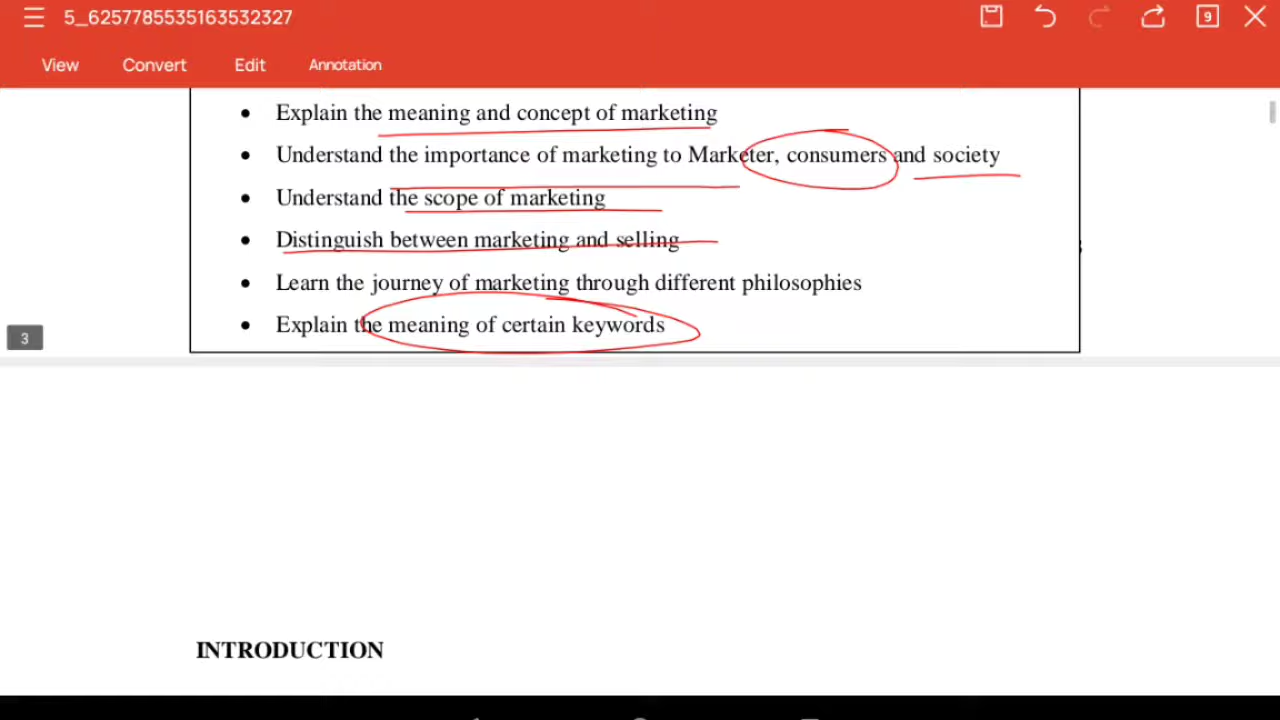 5_6257785535163532327
9
View Convert Edit Annotation
• Explain the meaning and concept of marketing
• Understand the importance of marketing to Marketer, consumers and society
• Understand the scope of marketing
• Distinguish between marketing and selling
• Learn the journey of marketing through different philosophies
• Explain the meaning of certain keywords
3
INTRODUCTION